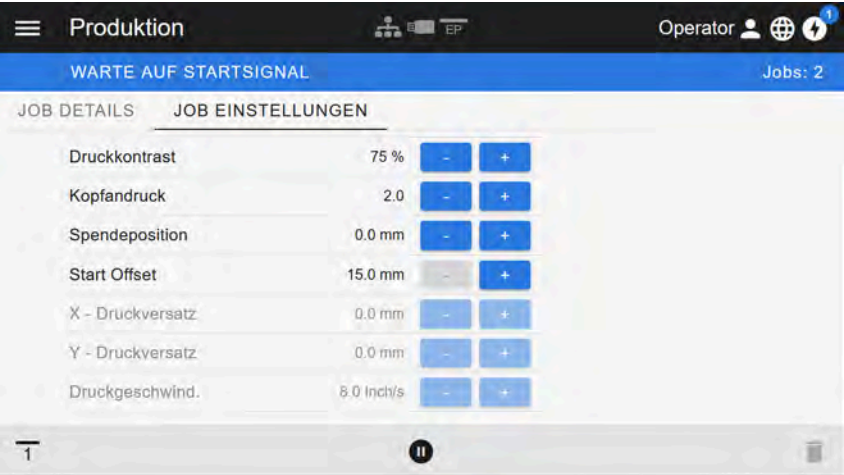 Produktion EP Operator 1
WARTE AUF STARTSIGNAL Jobs: 2
JOB DETAILS JOB EINSTELLUNGEN
Druckkontrast 75 % - +
Kopfandruck 2.0 - +
Spendeposition 0.0 mm - +
Start Offset 15.0 mm - +
X - Druckversatz 0.0 mm - +
Y - Druckversatz 0.0 mm - +
Druckgeschwind. 8.0 Inch/s - +
1